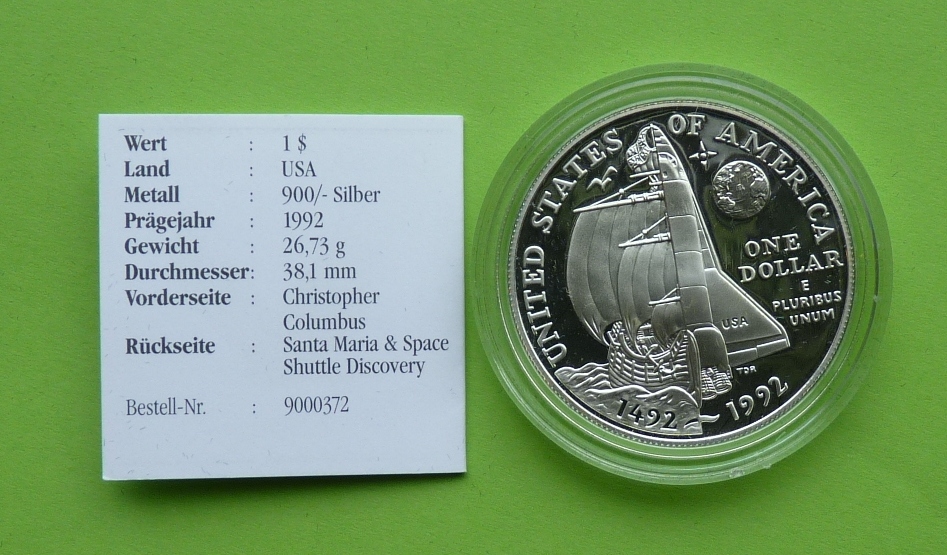 Wert : 1 $
Land : USA
Metall : 900/- Silber
Prägejahr : 1992
Gewicht : 26,73 g
Durchmesser: 38,1 mm
Vorderseite : Christopher
Columbus
Rückseite : Santa Maria & Space
Shuttle Discovery
Bestell-Nr. : 9000372
UNITED STATES OF AMERICA
ONE
DOLLAR
E
PLURIBUS
UNUM
USA
TDR
1492 ~ 1992